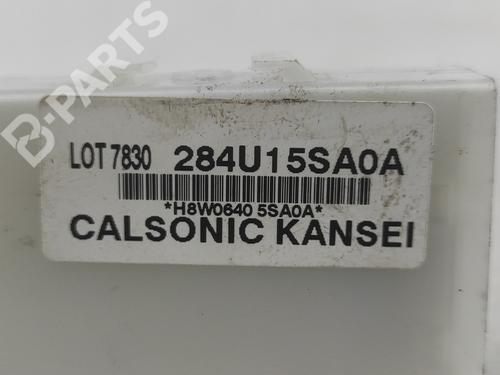 B-PARTS
LOT 7830 284U15SA0A
*H8W0640 5SA0A*
CALSONIC KANSEI